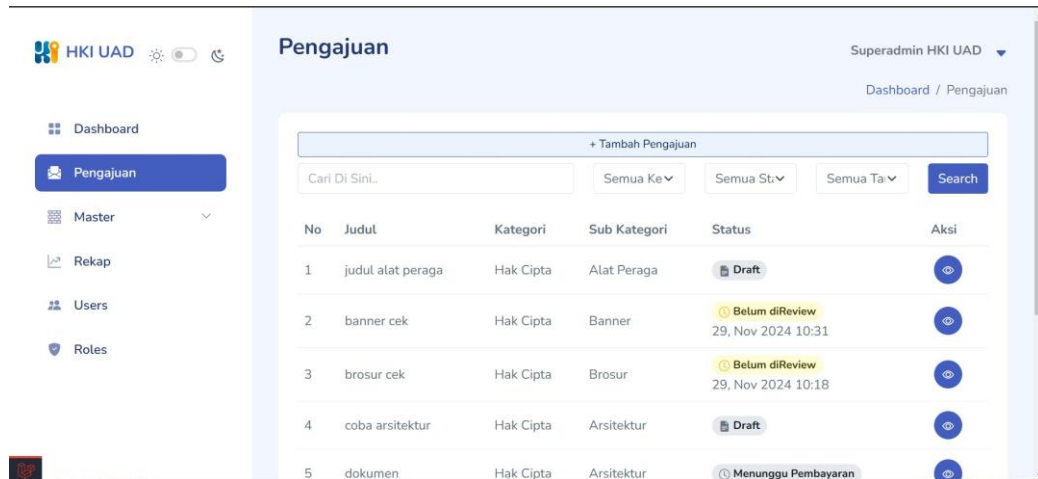 HKI UAD
Dashboard
Pengajuan
Master
Rekap
Users
Roles
Pengajuan
Superadmin HKI UAD
Dashboard / Pengajuan
+ Tambah Pengajuan
Cari Di Sini.. Semua Ke Semua St Semua Ta Search
No Judul Kategori Sub Kategori Status Aksi
1 judul alat peraga Hak Cipta Alat Peraga Draft
2 banner cek Hak Cipta Banner Belum diReview
29, Nov 2024 10:31
3 brosur cek Hak Cipta Brosur Belum diReview
29, Nov 2024 10:18
4 coba arsitektur Hak Cipta Arsitektur Draft
5 dokumen Hak Cipta Arsitektur Menunggu Pembayaran